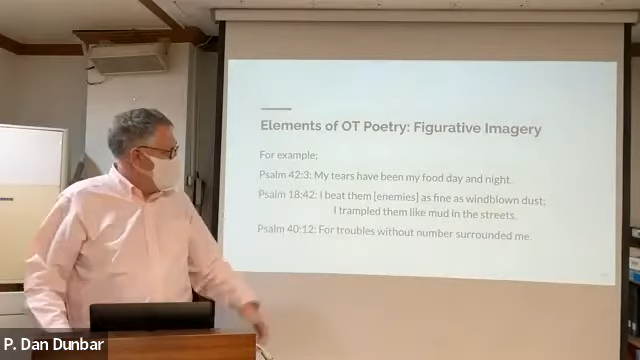 Elements of OT Poetry: Figurative Imagery
For example;
Psalm 42:3: My tears have been my food day and night.
Psalm 18:42: I beat them [enemies] as fine as windblown dust;
I trampled them like mud in the streets.
Psalm 40:12: For troubles without number surrounded me.
P. Dan Dunbar